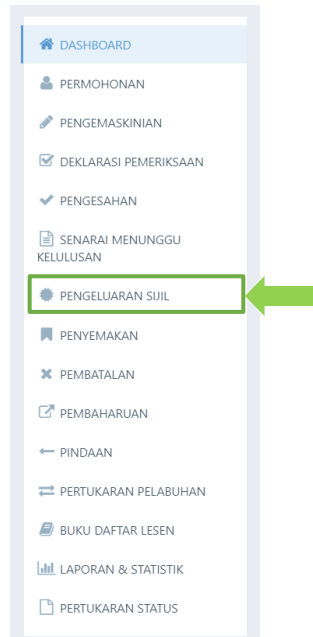 DASHBOARD
PERMOHONAN
PENGEMASKINIAN
DEKLARASI PEMERIKSAAN
PENGESAHAN
SENARAI MENUNGGU
KELULUSAN
PENGELUARAN SIJIL
PENYEMAKAN
PEMBATALAN
PEMBAHARUAN
PINDAAN
PERTUKARAN PELABUHAN
BUKU DAFTAR LESEN
LAPORAN & STATISTIK
PERTUKARAN STATUS